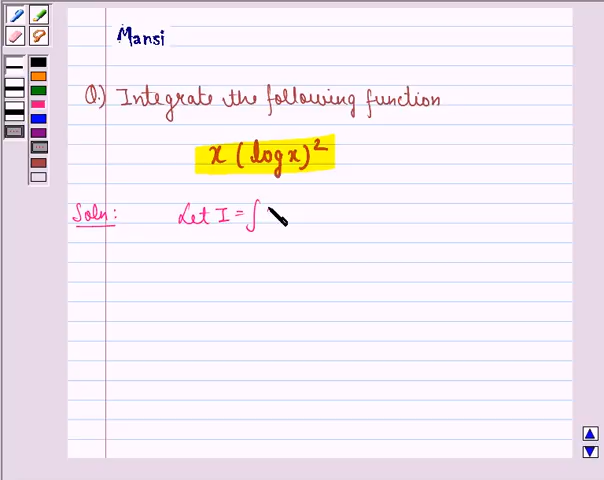 Mansi
Q.) Integrate the following function
x (log x)²
Soln:
Let I = ∫